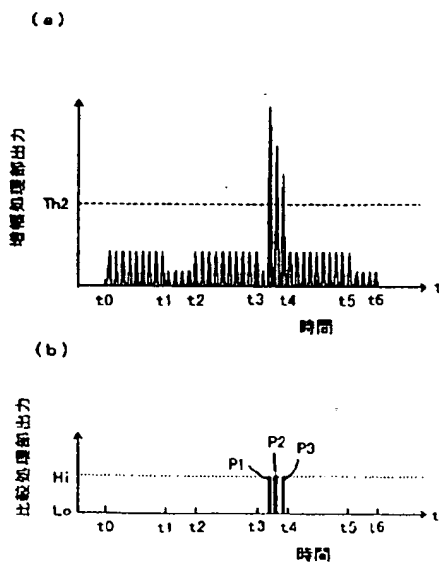 (a)
増幅処理部出力
Th2
t0 t1 t2 t3 t4 t5 t6 t
時間
(b)
比較処理部出力
P1 P2 P3
Hi
Lo
t0 t1 t2 t3 t4 t5 t6 t
時間